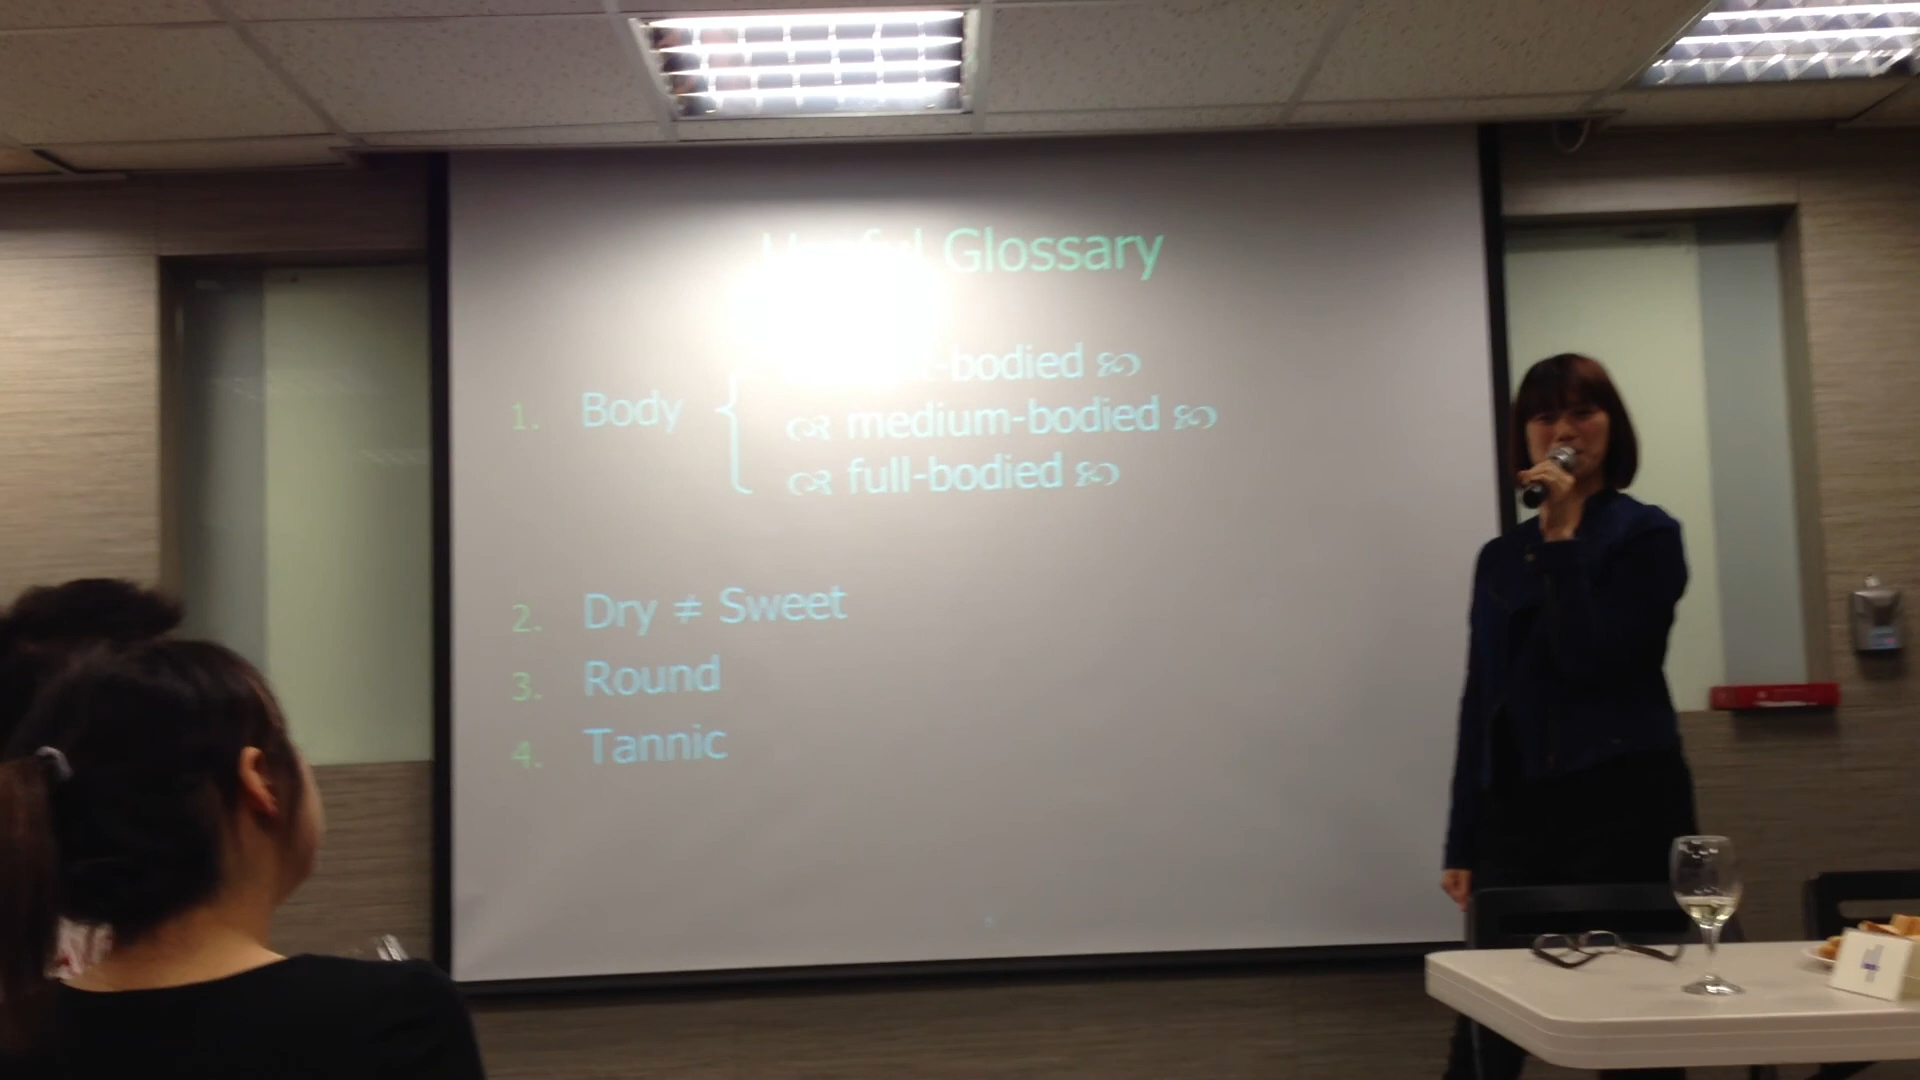 Glossary
-bodied
1. Body
medium-bodied
full-bodied
2. Dry ≠ Sweet
3. Round
4. Tannic